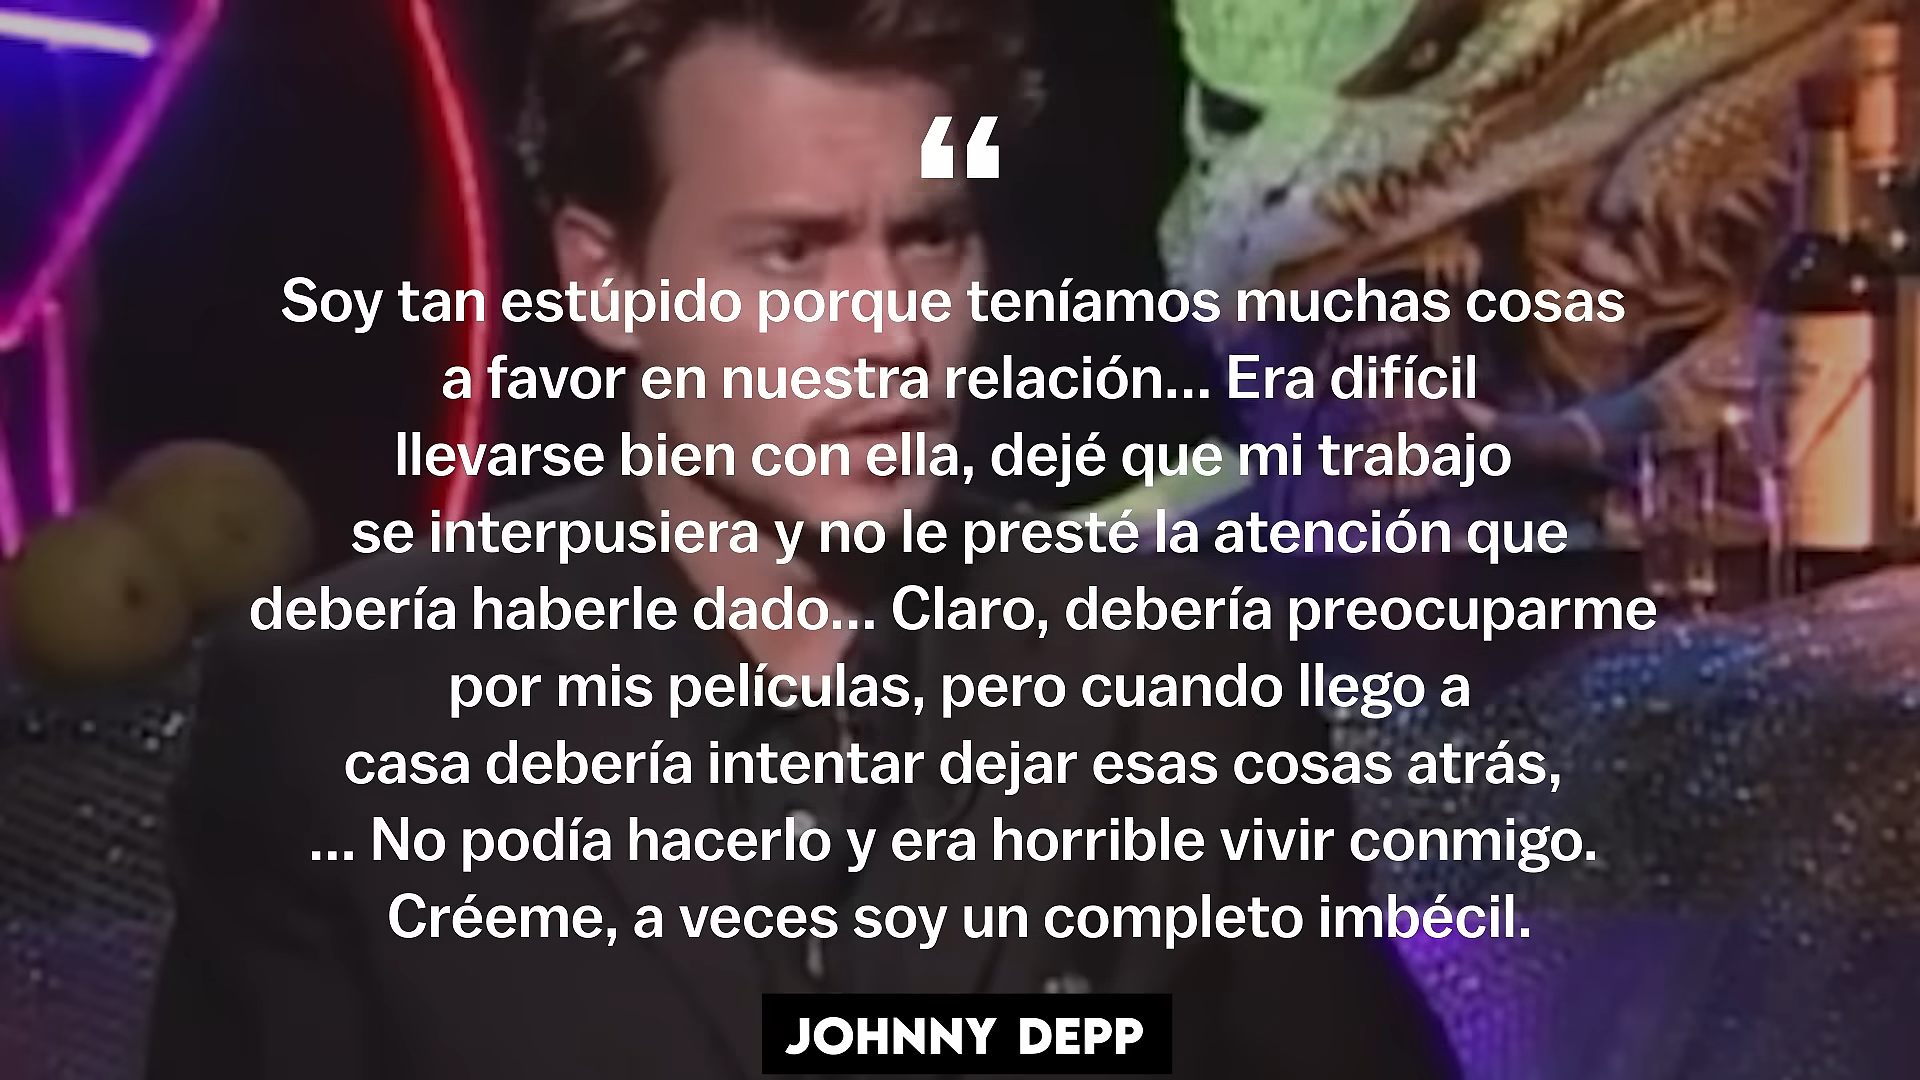 “
Soy tan estúpido porque teníamos muchas cosas
a favor en nuestra relación... Era difícil
llevarse bien con ella, dejé que mi trabajo
se interpusiera y no le presté la atención que
debería haberle dado... Claro, debería preocuparme
por mis películas, pero cuando llego a
casa debería intentar dejar esas cosas atrás,
... No podía hacerlo y era horrible vivir conmigo.
Créeme, a veces soy un completo imbécil.
JOHNNY DEPP